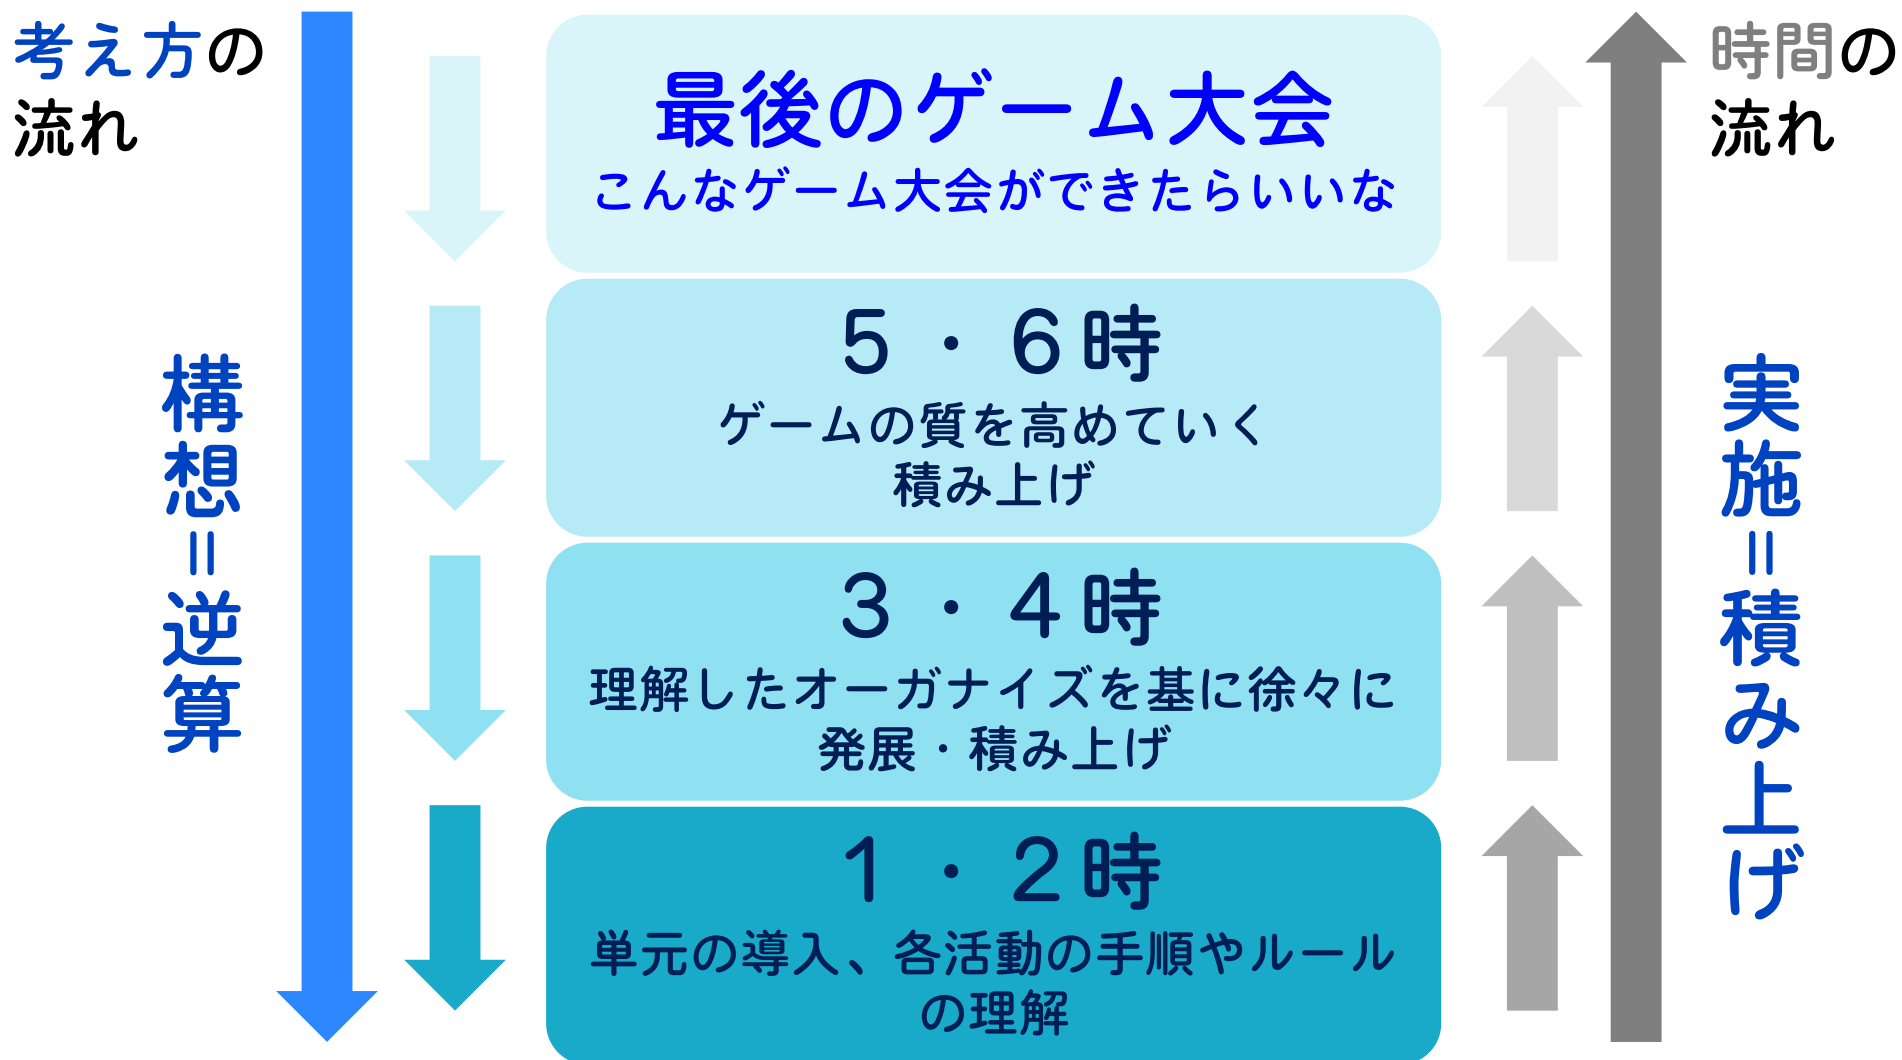 考え方の
流れ
構想＝逆算
最後のゲーム大会
こんなゲーム大会ができたらいいな
５・６時
ゲームの質を高めていく
積み上げ
３・４時
理解したオーガナイズを基に徐々に
発展・積み上げ
１・２時
単元の導入、各活動の手順やルール
の理解
時間の
流れ
実施＝積み上げ